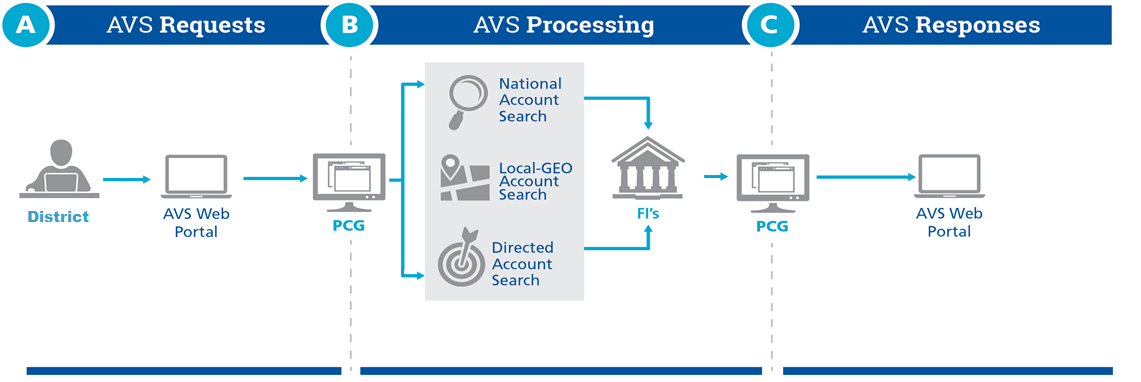 A
AVS Requests
B
AVS Processing
C
AVS Responses
District
AVS Web
Portal
PCG
National
Account
Search
Local-GEO
Account
Search
Directed
Account
Search
FI's
PCG
AVS Web
Portal